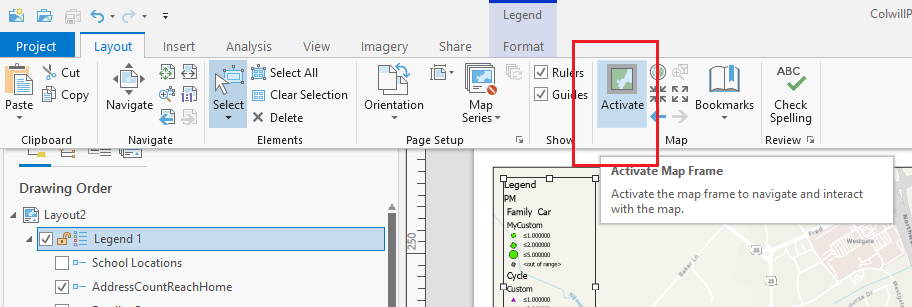 Legend
ColwillP
Project Layout Insert Analysis View Imagery Share Format
Paste
Cut
Copy
Clipboard
Navigate
Navigate
Select
Select All
Clear Selection
Delete
Elements
Orientation
Map
Series
Page Setup
Rulers
Guides
Show
Activate
Bookmarks
Map
ABC
Check
Spelling
Review
Activate Map Frame
Activate the map frame to navigate and interact
with the map.
Drawing Order
Layout2
Legend 1
School Locations
AddressCountReachHome
250
Legend
PM
Family Car
MyCustom
≤1.000000
≤2.000000
≤5.000000
<out of range>
Cycle
Custom
≤1.000000
Baker Ln
23
23
Westgate